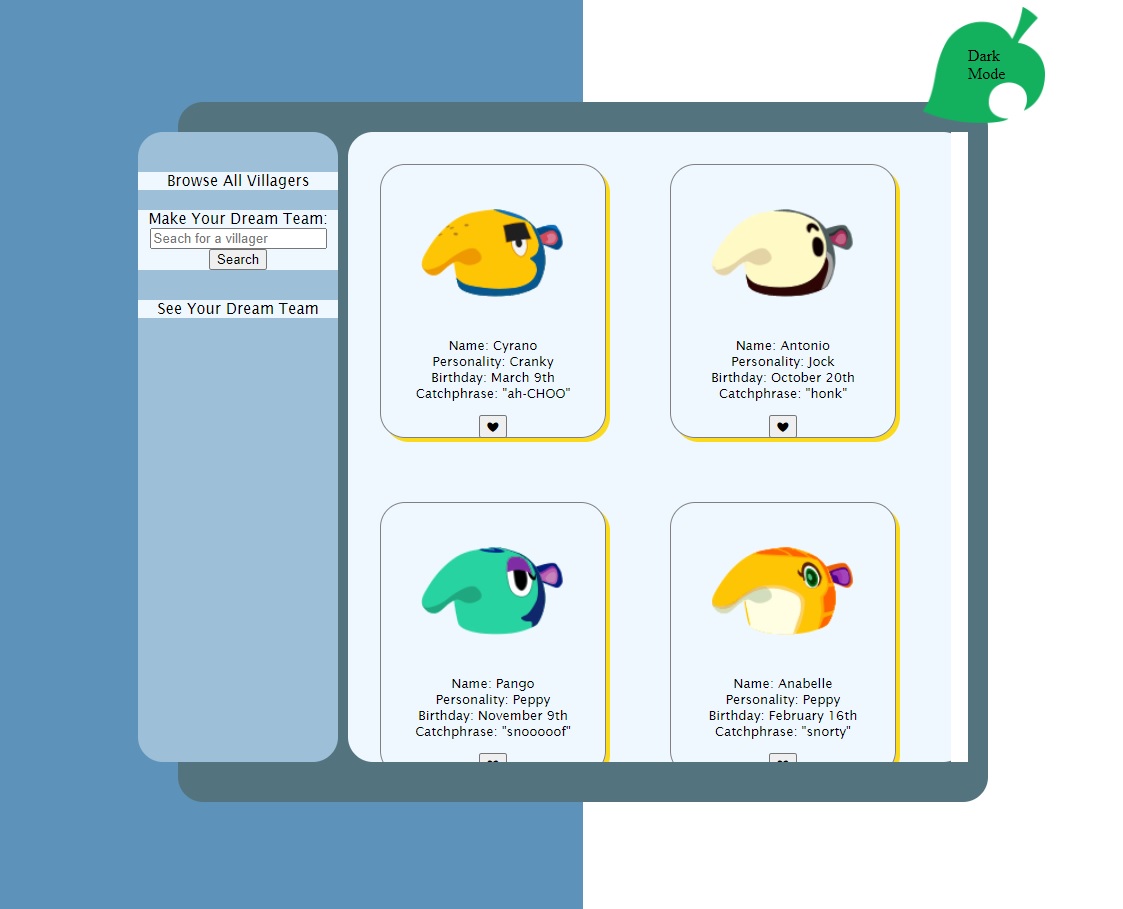 Dark
Mode
Browse All Villagers
Make Your Dream Team:
Seach for a villager
Search
See Your Dream Team
Name: Cyrano
Personality: Cranky
Birthday: March 9th
Catchphrase: "ah-CHOO"
Name: Antonio
Personality: Jock
Birthday: October 20th
Catchphrase: "honk"
Name: Pango
Personality: Peppy
Birthday: November 9th
Catchphrase: "snooooof"
Name: Anabelle
Personality: Peppy
Birthday: February 16th
Catchphrase: "snorty"